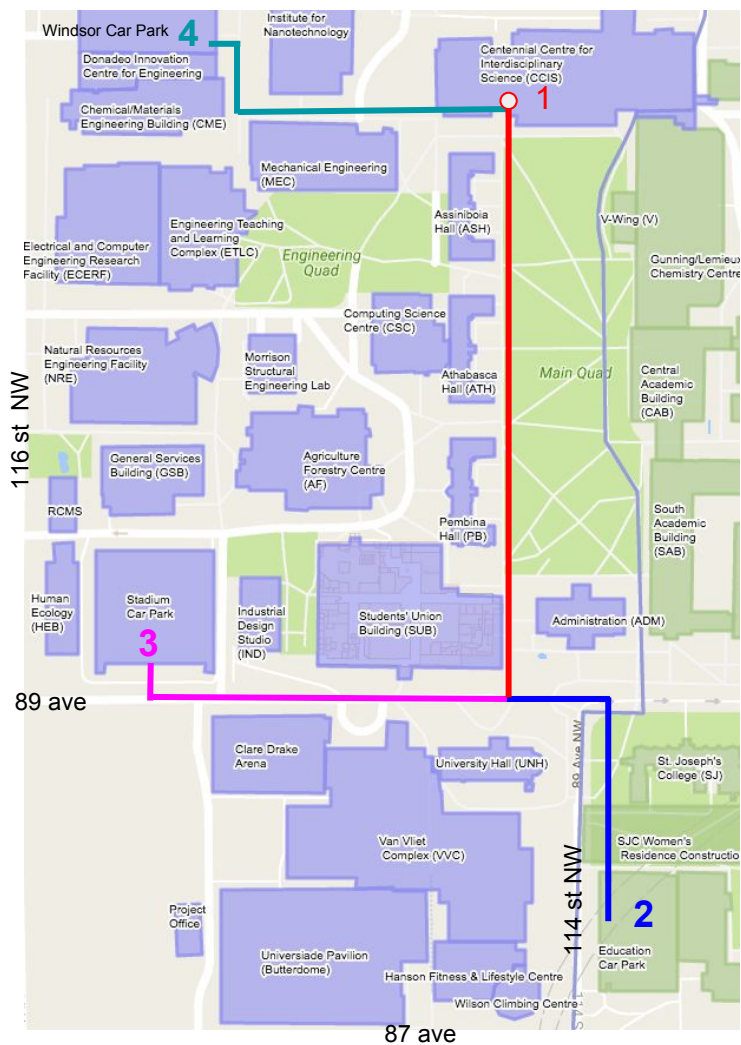 Institute for
Nanotechnology
Windsor Car Park 4
Centennial Centre for
Interdisciplinary
Science (CCIS)
Donadeo Innovation
Centre for Engineering
1
Chemical/Materials
Engineering Building (CME)
Mechanical Engineering
(MEC)
Assiniboia
Hall (ASH)
V-Wing (V)
Engineering Teaching
and Learning
Complex (ETLC)
Electrical and Computer
Engineering Research
Facility (ECERF)
Engineering
Quad
Gunning/Lemieux
Chemistry Centre
Computing Science
Centre (CSC)
Natural Resources
Engineering Facility
(NRE)
Morrison
Structural
Engineering Lab
Athabasca
Hall (ATH)
Main Quad
Central
Academic
Building
(CAB)
116 st NW
General Services
Building (GSB)
Agriculture
Forestry Centre
(AF)
RCMS
Pembina
Hall (PB)
South
Academic
Building
(SAB)
Human
Ecology
(HEB)
Stadium
Car Park
3
Industrial
Design
Studio
(IND)
Students' Union
Building (SUB)
Administration (ADM)
89 ave
Clare Drake
Arena
University Hall (UNH)
89 Ave NW
St. Joseph's
College (SJ)
Van Vliet
Complex (VVC)
SJC Women's
Residence Constructio
114 st NW
2
Project
Office
Universiade Pavilion
(Butterdome)
Education
Car Park
Hanson Fitness & Lifestyle Centre
Wilson Climbing Centre
114 S
87 ave